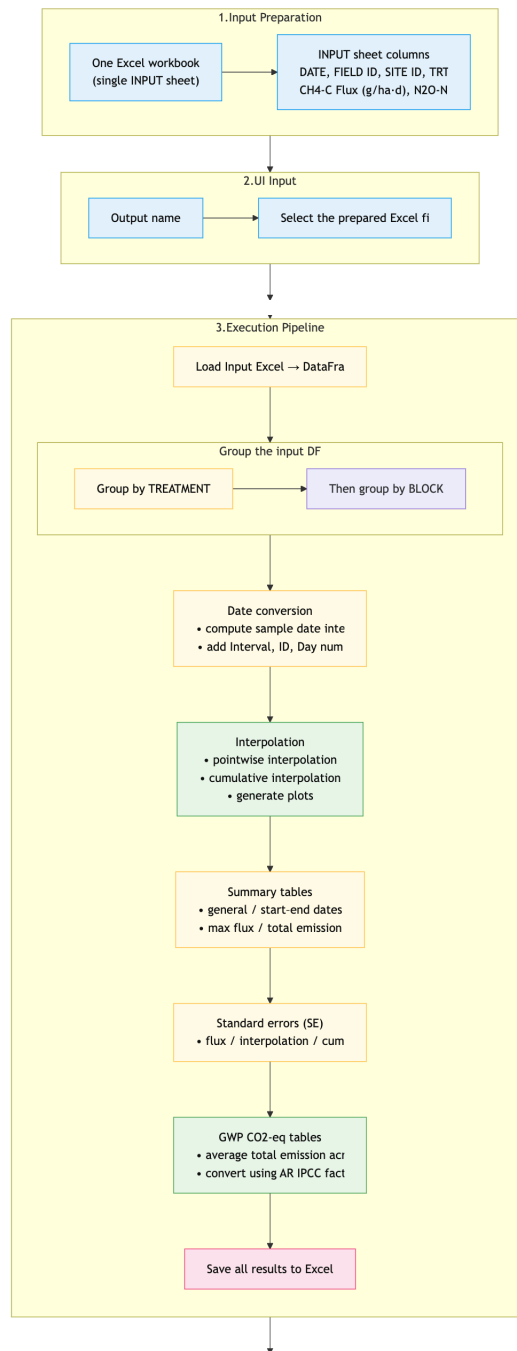 1.Input Preparation
One Excel workbook
(single INPUT sheet)
INPUT sheet columns
DATE, FIELD ID, SITE ID, TRT
CH4-C Flux (g/ha·d), N2O-N
2.UI Input
Output name
Select the prepared Excel fi
3.Execution Pipeline
Load Input Excel → DataFra
Group the input DF
Group by TREATMENT
Then group by BLOCK
Date conversion
• compute sample date inte
• add Interval, ID, Day num
Interpolation
• pointwise interpolation
• cumulative interpolation
• generate plots
Summary tables
• general / start-end dates
• max flux / total emission
Standard errors (SE)
• flux / interpolation / cum
GWP CO2-eq tables
• average total emission acr
• convert using AR IPCC fact
Save all results to Excel